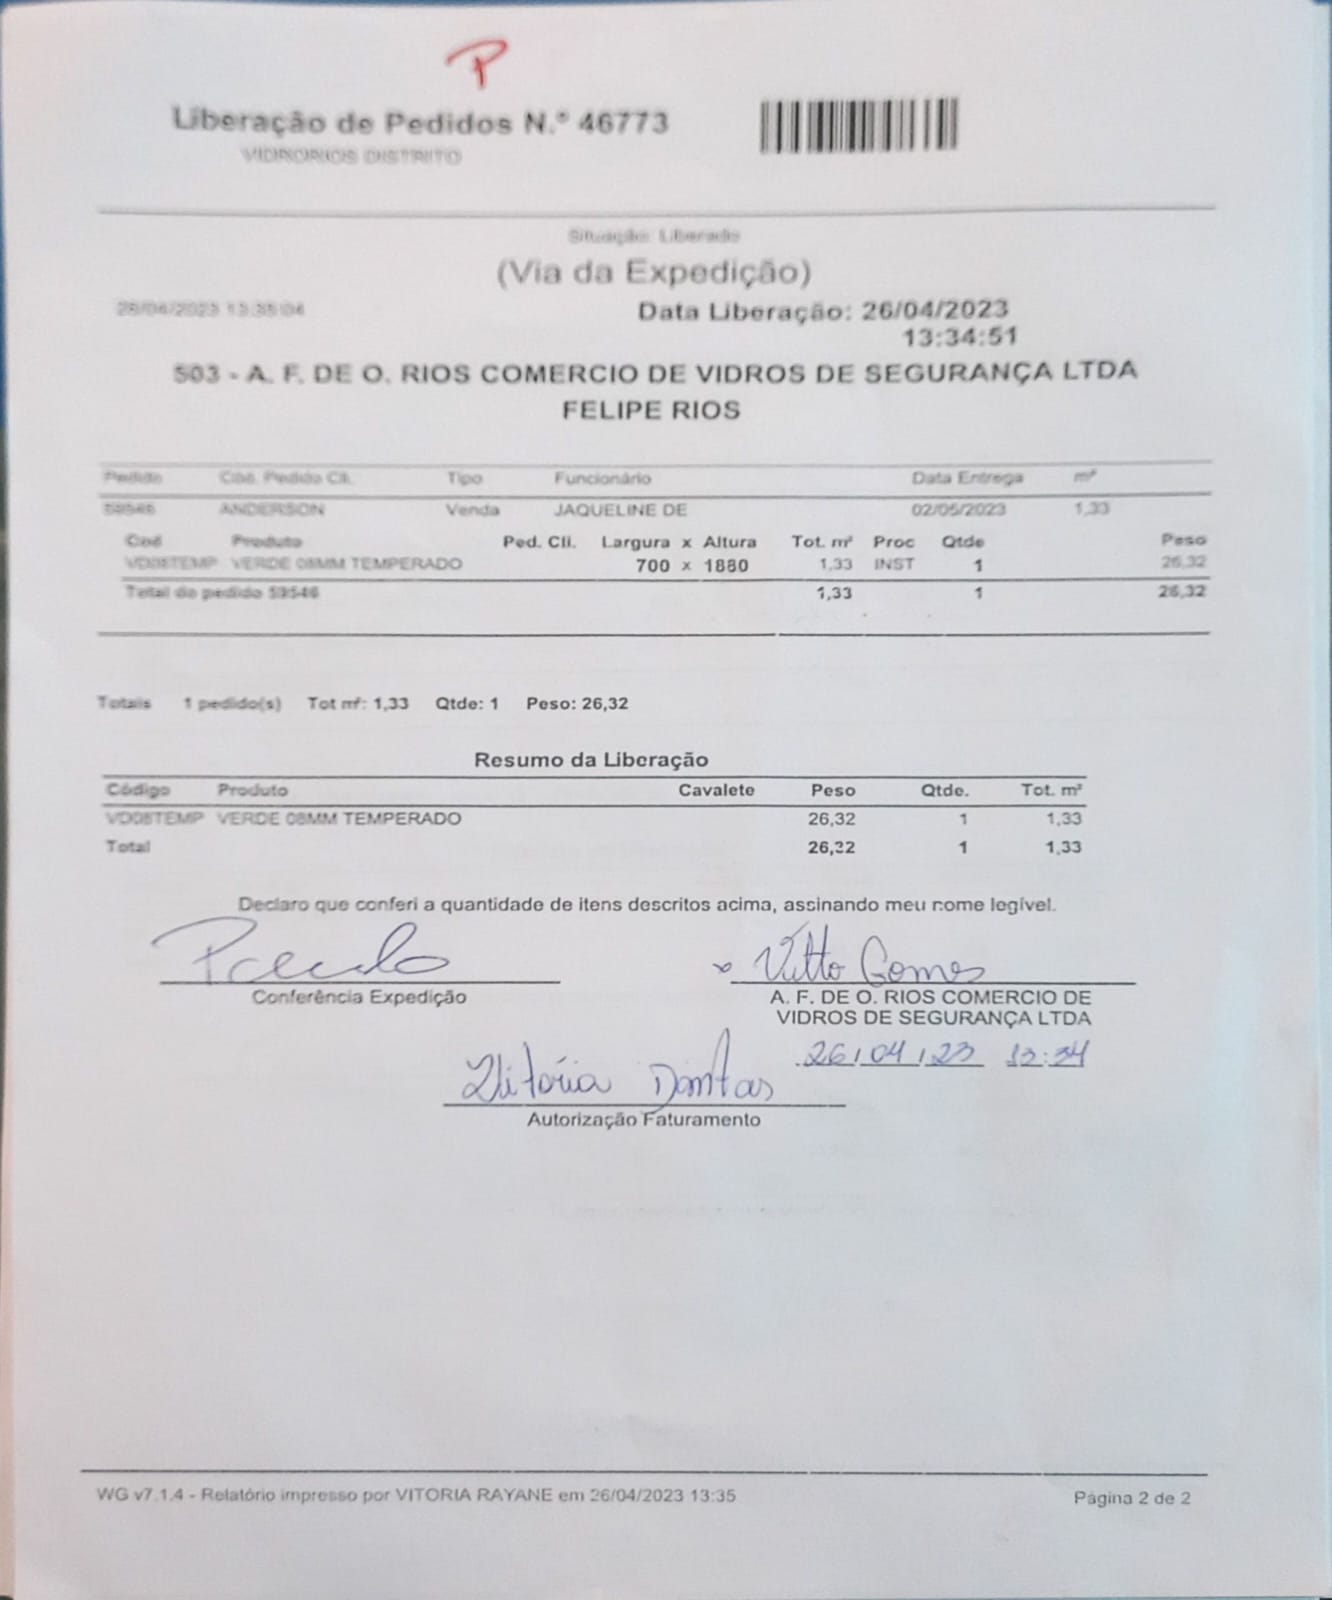 P
Liberação de Pedidos N.º 46773
VIDRORIOS DISTRITO
Situação: Liberado
(Via da Expedição)
26/04/2023 13:35:04 Data Liberação: 26/04/2023
13:34:51
503 - A. F. DE O. RIOS COMERCIO DE VIDROS DE SEGURANÇA LTDA
FELIPE RIOS
Pedido Cód. Pedido Cli. Tipo Funcionário Data Entrega m²
59546 ANDERSON Venda JAQUELINE DE 02/05/2023 1,33
Cod Produto Ped. Cli. Largura x Altura Tot. m² Proc Qtde Peso
VD08TEMP VERDE 08MM TEMPERADO 700 x 1880 1,33 INST 1 26,32
Total do pedido 59546 1,33 1 26,32
Totais 1 pedido(s) Tot m²: 1,33 Qtde: 1 Peso: 26,32
Resumo da Liberação
Código Produto Cavalete Peso Qtde. Tot. m²
VD08TEMP VERDE 08MM TEMPERADO 26,32 1 1,33
Total 26,32 1 1,33
Declaro que conferi a quantidade de itens descritos acima, assinando meu nome legível.
Vitto Gomes
Conferência Expedição A. F. DE O. RIOS COMERCIO DE
VIDROS DE SEGURANÇA LTDA
26/04/23 13:34
Vitória Dantas
Autorização Faturamento
WG v7.1.4 - Relatório impresso por VITORIA RAYANE em 26/04/2023 13:35 Página 2 de 2